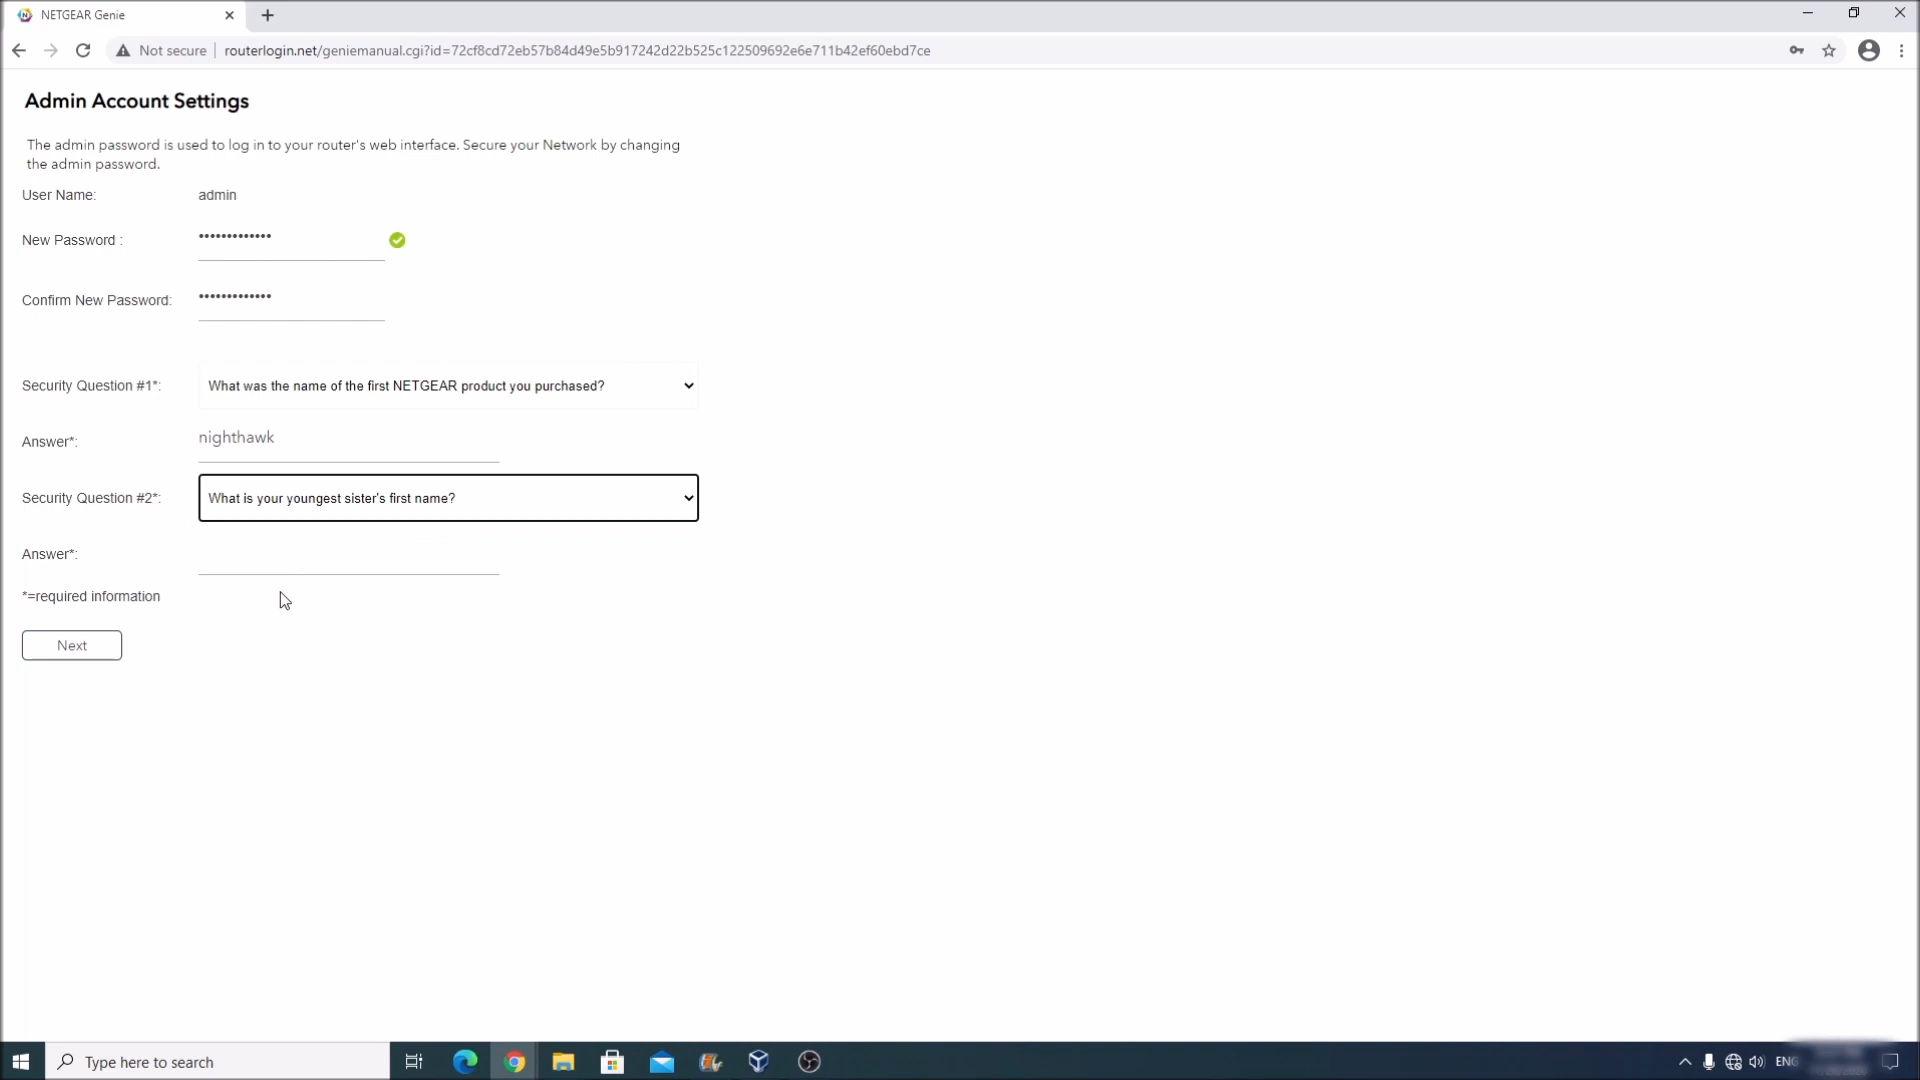 NETGEAR Genie
Not secure
routerlogin.net/geniemanual.cgi?id=72cf8cd72eb57b84d49e5b917242d22b525c122509692e6e711b42ef60ebd7ce
Admin Account Settings
The admin password is used to log in to your router's web interface. Secure your Network by changing
the admin password.
User Name: admin
New Password : •••••••••••••
Confirm New Password: •••••••••••••
Security Question #1*: What was the name of the first NETGEAR product you purchased?
Answer*: nighthawk
Security Question #2*: What is your youngest sister's first name?
Answer*:
*=required information
Next
Type here to search
ENG